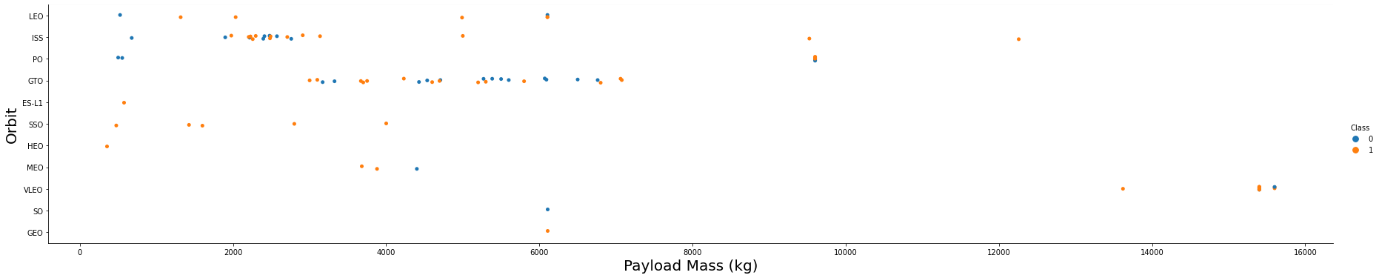 LEO
ISS
PO
GTO
ES-L1
SSO
HEO
MEO
VLEO
SO
GEO
Orbit
0 2000 4000 6000 8000 10000 12000 14000 16000
Payload Mass (kg)
Class
0
1